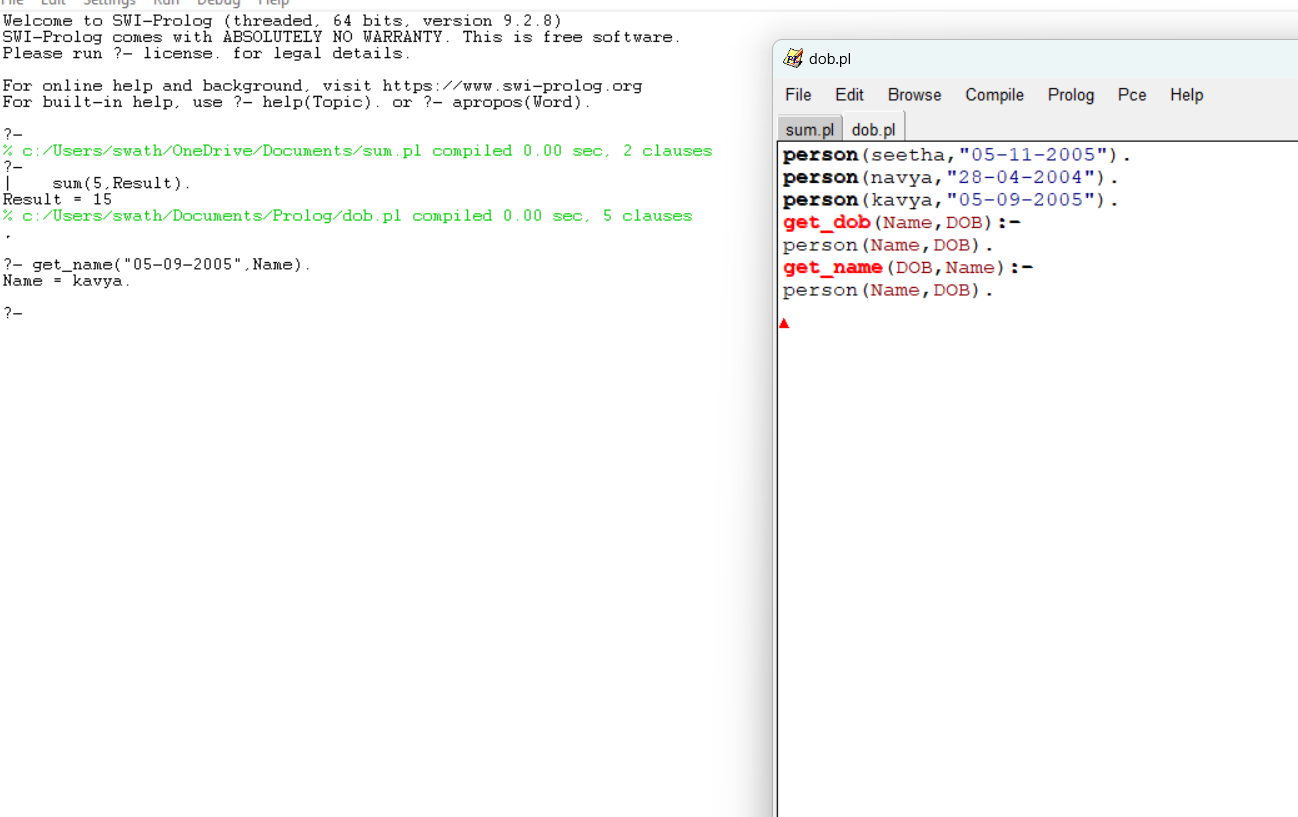 File Edit Settings Run Debug Help
Welcome to SWI-Prolog (threaded, 64 bits, version 9.2.8)
SWI-Prolog comes with ABSOLUTELY NO WARRANTY. This is free software.
Please run ?- license. for legal details.
For online help and background, visit https://www.swi-prolog.org
For built-in help, use ?- help(Topic). or ?- apropos(Word).
?-
% c:/Users/swath/OneDrive/Documents/sum.pl compiled 0.00 sec, 2 clauses
?-
|    sum(5,Result).
Result = 15
% c:/Users/swath/Documents/Prolog/dob.pl compiled 0.00 sec, 5 clauses
.
?- get_name("05-09-2005",Name).
Name = kavya.
?-
dob.pl
File Edit Browse Compile Prolog Pce Help
sum.pl dob.pl
person(seetha,"05-11-2005").
person(navya,"28-04-2004").
person(kavya,"05-09-2005").
get_dob(Name,DOB):-
person(Name,DOB).
get_name(DOB,Name):-
person(Name,DOB).